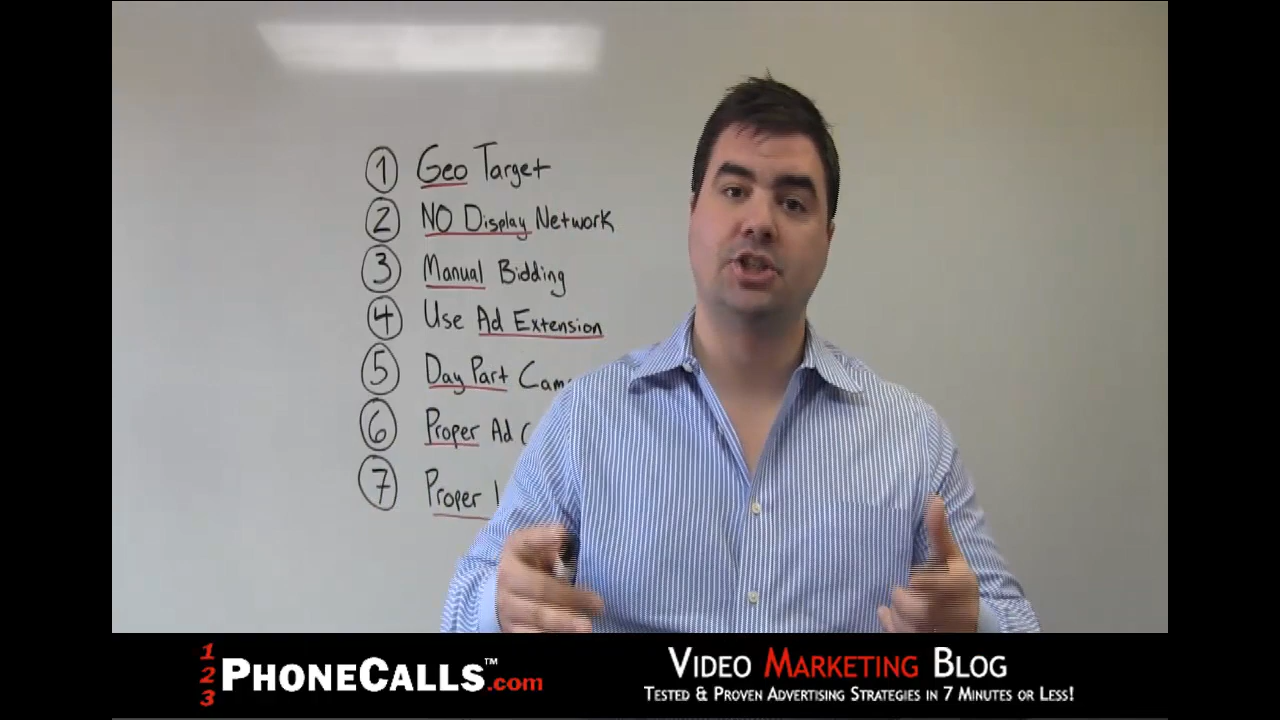 1 Geo Target
2 NO Display Network
3 Manual Bidding
4 Use Ad Extension
5 Day Part
6 Proper Ad
7 Proper
123 PHONECALLS™.com
VIDEO MARKETING BLOG
TESTED & PROVEN ADVERTISING STRATEGIES IN 7 MINUTES OR LESS!